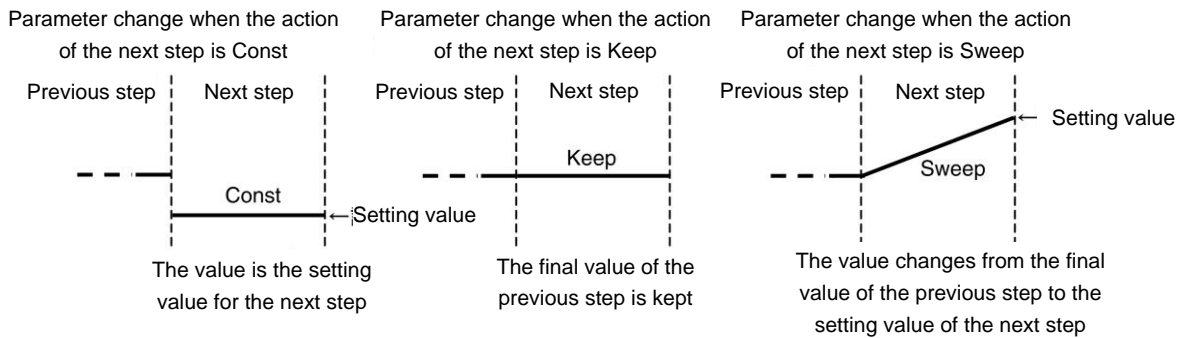 Parameter change when the action
of the next step is Const
Previous step
Next step
Const
←Setting value
The value is the setting
value for the next step
Parameter change when the action
of the next step is Keep
Previous step
Next step
Keep
The final value of the
previous step is kept
Parameter change when the action
of the next step is Sweep
Previous step
Next step
← Setting value
Sweep
The value changes from the final
value of the previous step to the
setting value of the next step